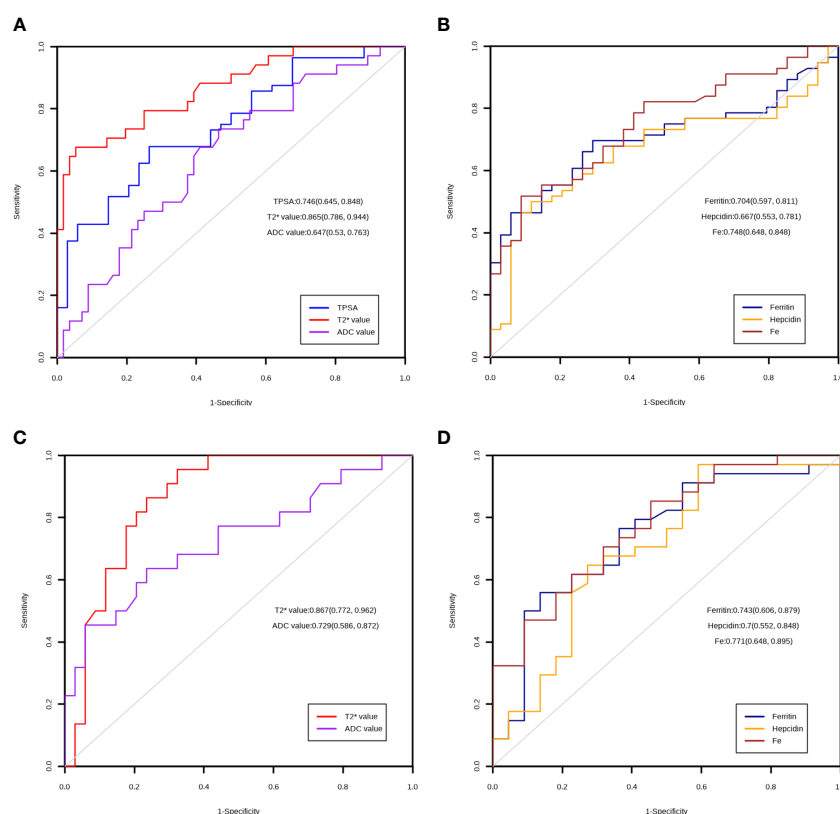 A
1.0
0.8
0.6
0.4
0.2
0.0
Sensitivity
TPSA:0.746(0.645, 0.848)
T2* value:0.865(0.786, 0.944)
ADC value:0.647(0.53, 0.763)
TPSA
T2* value
ADC value
0.0 0.2 0.4 0.6 0.8 1.0
1-Specificity
B
1.0
0.8
0.6
0.4
0.2
0.0
Sensitivity
Ferritin:0.704(0.597, 0.811)
Hepcidin:0.667(0.553, 0.781)
Fe:0.748(0.648, 0.848)
Ferritin
Hepcidin
Fe
0.0 0.2 0.4 0.6 0.8 1.0
1-Specificity
C
1.0
0.8
0.6
0.4
0.2
0.0
Sensitivity
T2* value:0.867(0.772, 0.962)
ADC value:0.729(0.586, 0.872)
T2* value
ADC value
0.0 0.2 0.4 0.6 0.8 1.0
1-Specificity
D
1.0
0.8
0.6
0.4
0.2
0.0
Sensitivity
Ferritin:0.743(0.606, 0.879)
Hepcidin:0.7(0.552, 0.848)
Fe:0.771(0.648, 0.895)
Ferritin
Hepcidin
Fe
0.0 0.2 0.4 0.6 0.8 1.0
1-Specificity